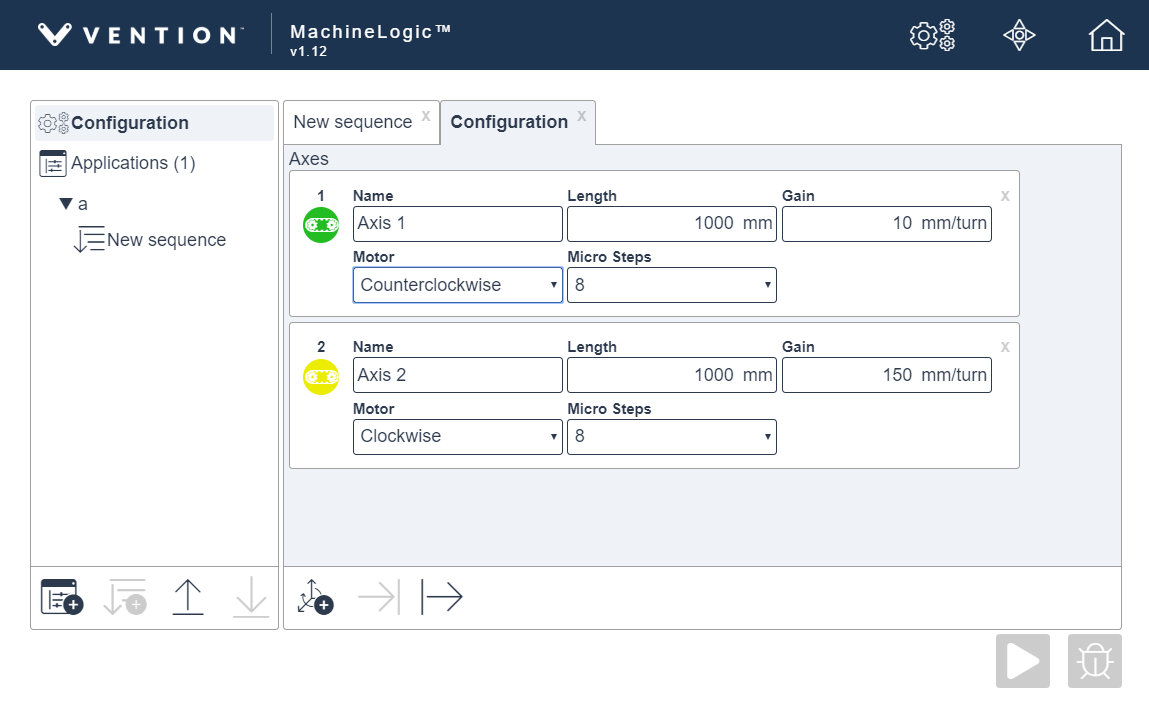 VENTION™
MachineLogic™
v1.12
Configuration
Applications (1)
a
New sequence
New sequence X
Configuration X
Axes
1 Name Length Gain X
Axis 1 1000 mm 10 mm/turn
Motor Micro Steps
Counterclockwise 8
2 Name Length Gain X
Axis 2 1000 mm 150 mm/turn
Motor Micro Steps
Clockwise 8